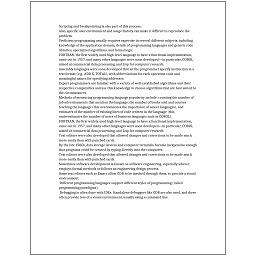 Scripting and breakpointing is also part of this process.
Also, specific user environment and usage history can make it difficult to reproduce the
problem.
Proficient programming usually requires expertise in several different subjects, including
knowledge of the application domain, details of programming languages and generic code
libraries, specialized algorithms, and formal logic.
FORTRAN, the first widely used high-level language to have a functional implementation,
came out in 1957, and many other languages were soon developed—in particular, COBOL
aimed at commercial data processing, and Lisp for computer research.
Assembly languages were soon developed that let the programmer specify instruction in a
text format (e.g., ADD X, TOTAL), with abbreviations for each operation code and
meaningful names for specifying addresses.
Expert programmers are familiar with a variety of well-established algorithms and their
respective complexities and use this knowledge to choose algorithms that are best suited to
the circumstances.
Methods of measuring programming language popularity include: counting the number of
job advertisements that mention the language, the number of books sold and courses
teaching the language (this overestimates the importance of newer languages), and
estimates of the number of existing lines of code written in the language (this
underestimates the number of users of business languages such as COBOL).
FORTRAN, the first widely used high-level language to have a functional implementation,
came out in 1957, and many other languages were soon developed—in particular, COBOL
aimed at commercial data processing, and Lisp for computer research.
Text editors were also developed that allowed changes and corrections to be made much
more easily than with punched cards.
By the late 1960s, data storage devices and computer terminals became inexpensive enough
that programs could be created by typing directly into the computers.
Text editors were also developed that allowed changes and corrections to be made much
more easily than with punched cards.
Sometimes software development is known as software engineering, especially when it
employs formal methods or follows an engineering design process.
Some text editors such as Emacs allow GDB to be invoked through them, to provide a visual
environment.
Different programming languages support different styles of programming (called
programming paradigms).
Debugging is often done with IDEs. Standalone debuggers like GDB are also used, and these
often provide less of a visual environment, usually using a command line.